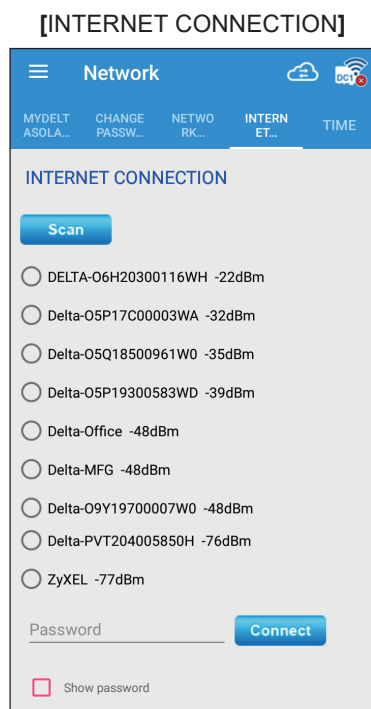 [INTERNET CONNECTION]
Network
DC1
MYDELT
ASOLA...
CHANGE
PASSW...
NETWO
RK...
INTERN
ET...
TIME
INTERNET CONNECTION
Scan
DELTA-O6H20300116WH -22dBm
Delta-O5P17C00003WA -32dBm
Delta-O5Q18500961W0 -35dBm
Delta-O5P19300583WD -39dBm
Delta-Office -48dBm
Delta-MFG -48dBm
Delta-O9Y19700007W0 -48dBm
Delta-PVT204005850H -76dBm
ZyXEL -77dBm
Password
Connect
Show password